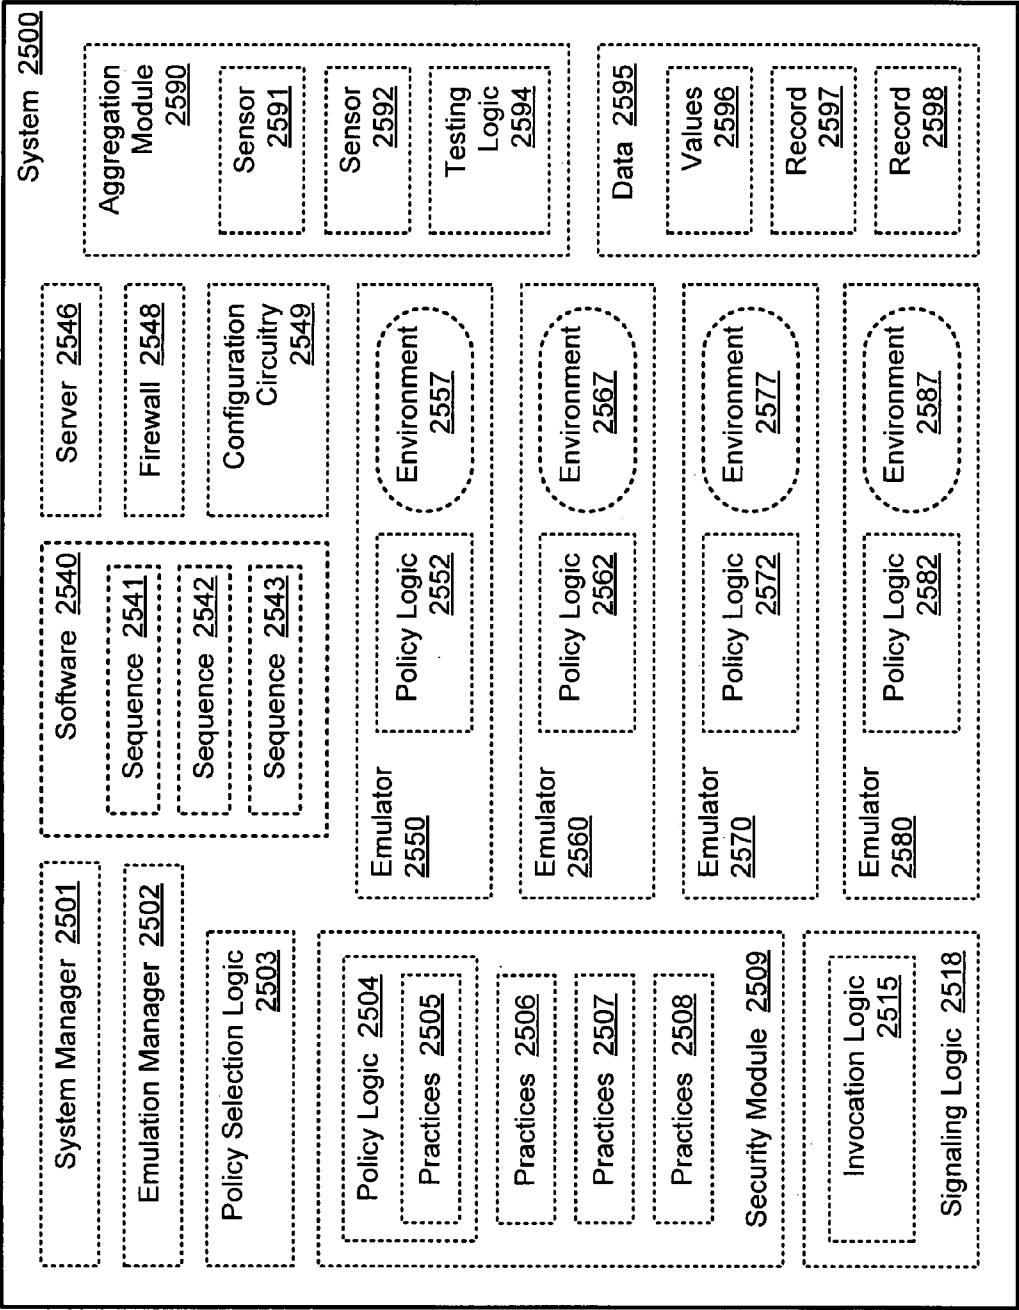 System 2500
System Manager 2501
Emulation Manager 2502
Policy Selection Logic
2503
Policy Logic 2504
Practices 2505
Practices 2506
Practices 2507
Practices 2508
Security Module 2509
Invocation Logic
2515
Signaling Logic 2518
Software 2540
Sequence 2541
Sequence 2542
Sequence 2543
Server 2546
Firewall 2548
Configuration
Circuitry
2549
Emulator
2550
Policy Logic
2552
Environment
2557
Emulator
2560
Policy Logic
2562
Environment
2567
Emulator
2570
Policy Logic
2572
Environment
2577
Emulator
2580
Policy Logic
2582
Environment
2587
Aggregation
Module
2590
Sensor
2591
Sensor
2592
Testing
Logic
2594
Data 2595
Values
2596
Record
2597
Record
2598